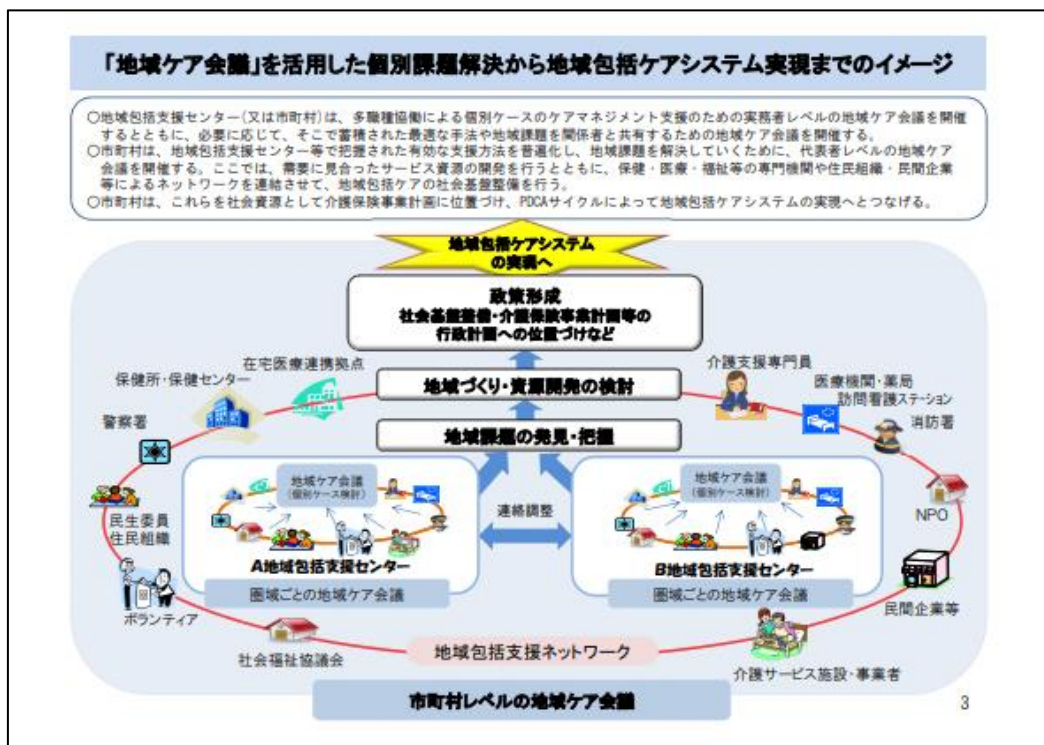 「地域ケア会議」を活用した個別課題解決から地域包括ケアシステム実現までのイメージ
○地域包括支援センター(又は市町村)は、多職種協働による個別ケースのケアマネジメント支援のための実務者レベルの地域ケア会議を開催
するとともに、必要に応じて、そこで蓄積された最適な手法や地域課題を関係者と共有するための地域ケア会議を開催する。
○市町村は、地域包括支援センター等で把握された有効な支援方法を普遍化し、地域課題を解決していくために、代表者レベルの地域ケア
会議を開催する。ここでは、需要に見合ったサービス資源の開発を行うとともに、保健・医療・福祉等の専門機関や住民組織・民間企業
等によるネットワークを連結させて、地域包括ケアの社会基盤整備を行う。
○市町村は、これらを社会資源として介護保険事業計画に位置づけ、PDCAサイクルによって地域包括ケアシステムの実現へとつなげる。
地域包括ケアシステム
の実現へ
政策形成
社会基盤整備・介護保険事業計画等の
行政計画への位置づけなど
在宅医療連携拠点
保健所・保健センター
警察署
地域づくり・資源開発の検討
地域課題の発見・把握
介護支援専門員
医療機関・薬局
訪問看護ステーション
消防署
地域ケア会議
(個別ケース検討)
A地域包括支援センター
圏域ごとの地域ケア会議
連絡調整
地域ケア会議
(個別ケース検討)
B地域包括支援センター
圏域ごとの地域ケア会議
民生委員
住民組織
ボランティア
社会福祉協議会
地域包括支援ネットワーク
NPO
民間企業等
介護サービス施設・事業者
市町村レベルの地域ケア会議
3